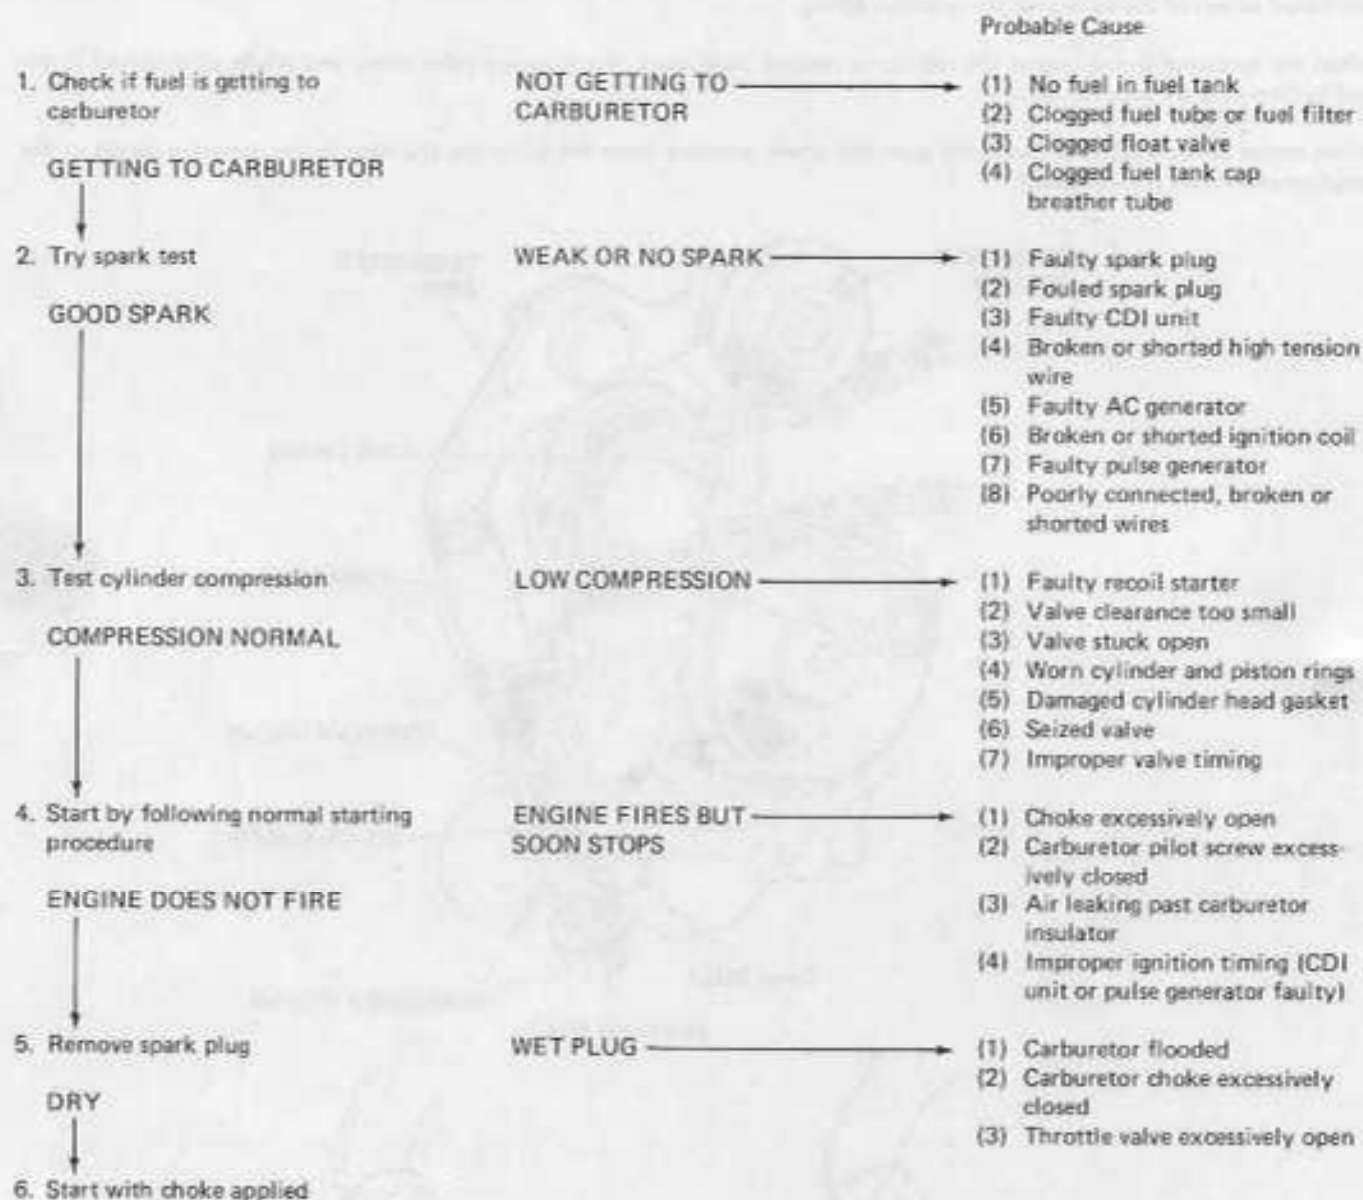 Probable Cause
1. Check if fuel is getting to
carburetor
NOT GETTING TO
CARBURETOR
(1) No fuel in fuel tank
(2) Clogged fuel tube or fuel filter
(3) Clogged float valve
(4) Clogged fuel tank cap
breather tube
GETTING TO CARBURETOR
2. Try spark test
WEAK OR NO SPARK
(1) Faulty spark plug
(2) Fouled spark plug
(3) Faulty CDI unit
(4) Broken or shorted high tension
wire
(5) Faulty AC generator
(6) Broken or shorted ignition coil
(7) Faulty pulse generator
(8) Poorly connected, broken or
shorted wires
GOOD SPARK
3. Test cylinder compression
LOW COMPRESSION
(1) Faulty recoil starter
(2) Valve clearance too small
(3) Valve stuck open
(4) Worn cylinder and piston rings
(5) Damaged cylinder head gasket
(6) Seized valve
(7) Improper valve timing
COMPRESSION NORMAL
4. Start by following normal starting
procedure
ENGINE FIRES BUT
SOON STOPS
(1) Choke excessively open
(2) Carburetor pilot screw excess-
ively closed
(3) Air leaking past carburetor
insulator
(4) Improper ignition timing (CDI
unit or pulse generator faulty)
ENGINE DOES NOT FIRE
5. Remove spark plug
WET PLUG
(1) Carburetor flooded
(2) Carburetor choke excessively
closed
(3) Throttle valve excessively open
DRY
6. Start with choke applied